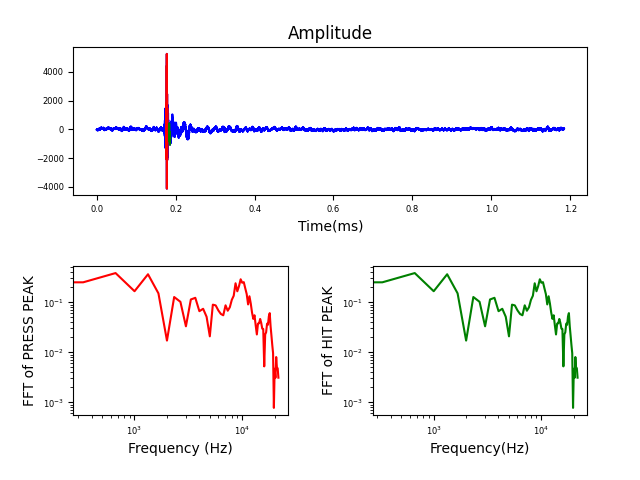 Amplitude
4000
2000
0
−2000
−4000
0.0 0.2 0.4 0.6 0.8 1.0 1.2
Time(ms)
FFT of PRESS PEAK
10⁻¹
10⁻²
10⁻³
10³ 10⁴
Frequency (Hz)
FFT of HIT PEAK
10⁻¹
10⁻²
10⁻³
10³ 10⁴
Frequency(Hz)